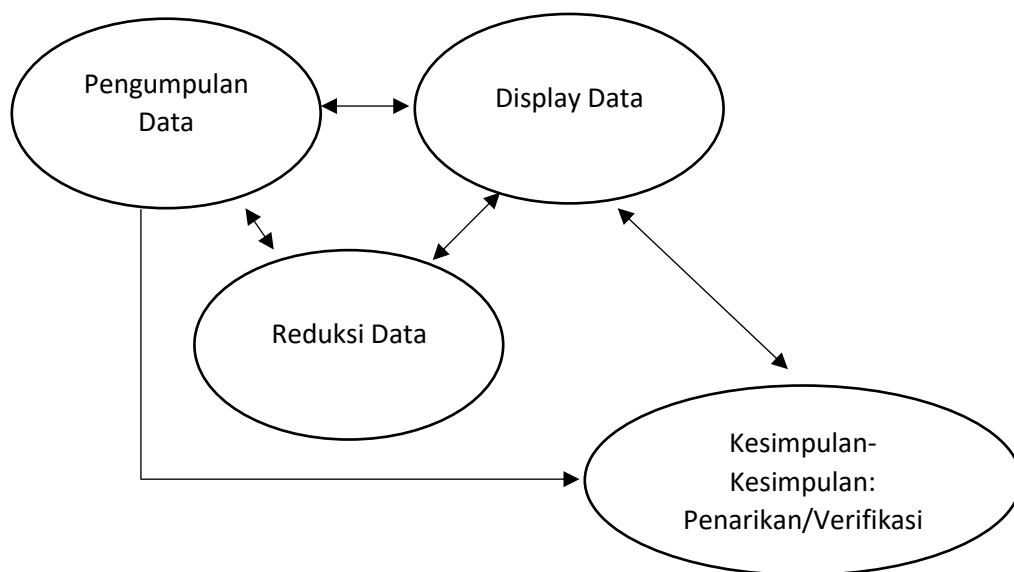 Pengumpulan
Data
Display Data
Reduksi Data
Kesimpulan-
Kesimpulan:
Penarikan/Verifikasi